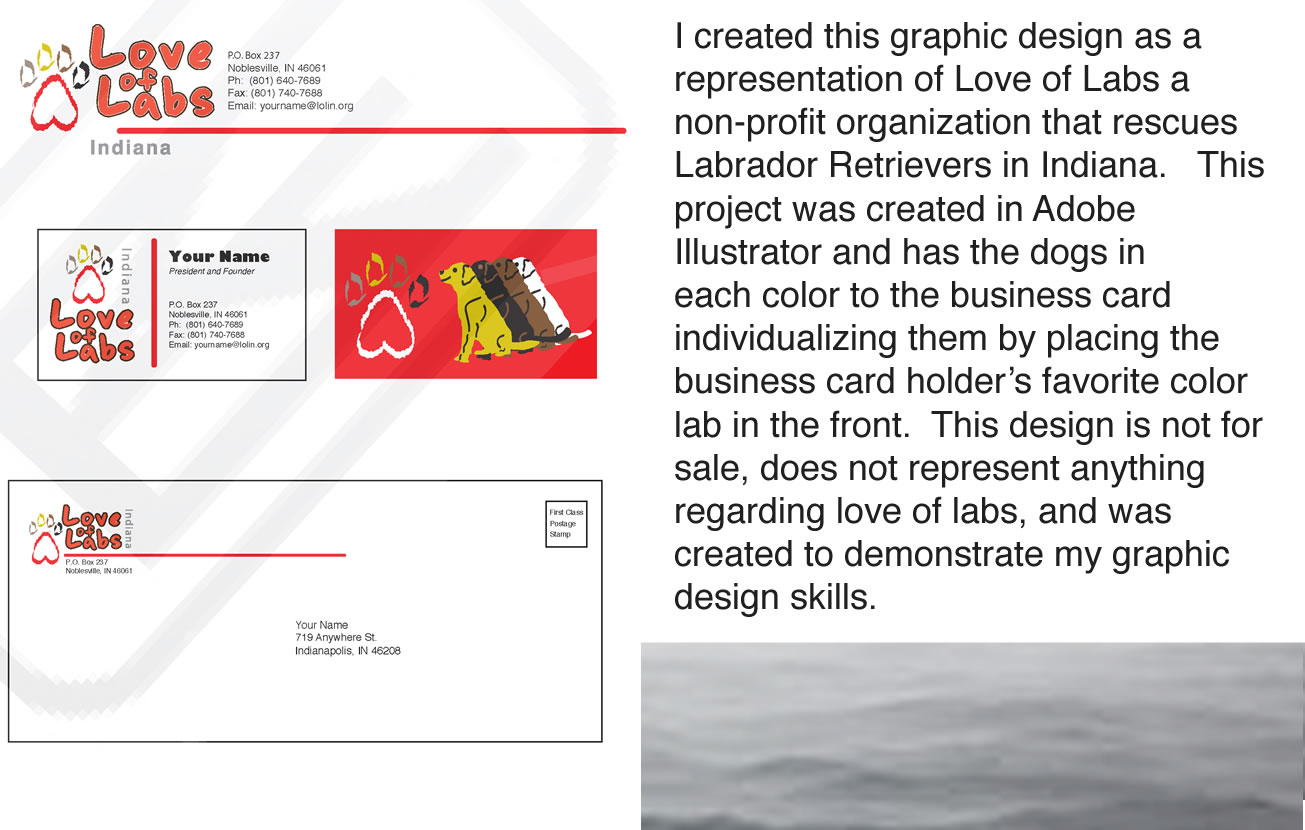 Love
of
Labs
Indiana
P.O. Box 237
Noblesville, IN 46061
Ph:  (801) 640-7689
Fax: (801) 740-7688
Email: yourname@lolin.org
Indiana
Love
of
Labs
Your Name
President and Founder
P.O. Box 237
Noblesville, IN 46061
Ph:  (801) 640-7689
Fax: (801) 740-7688
Email: yourname@lolin.org
Love
of
Labs
Indiana
P.O. Box 237
Noblesville, IN 46061
First Class
Postage
Stamp
Your Name
719 Anywhere St.
Indianapolis, IN 46208
I created this graphic design as a
representation of Love of Labs a
non-profit organization that rescues
Labrador Retrievers in Indiana.   This
project was created in Adobe
Illustrator and has the dogs in
each color to the business card
individualizing them by placing the
business card holder’s favorite color
lab in the front.  This design is not for
sale, does not represent anything
regarding love of labs, and was
created to demonstrate my graphic
design skills.